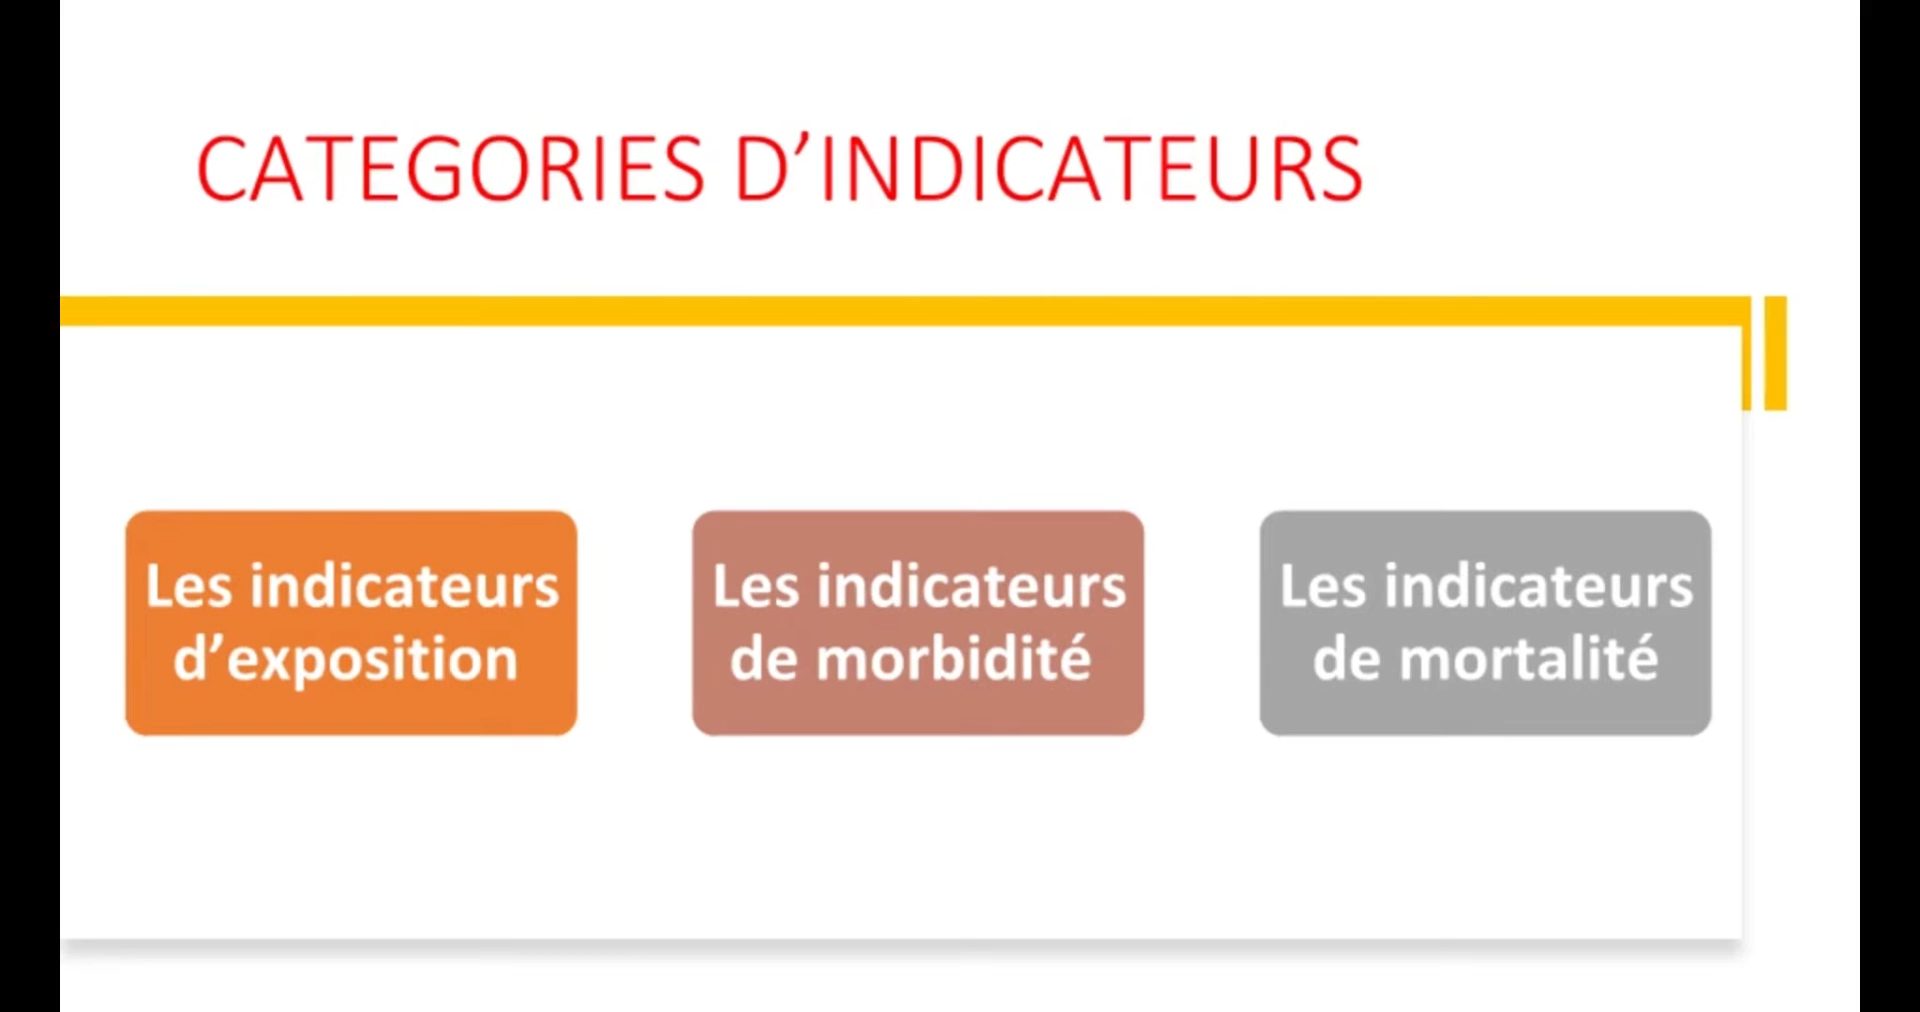 CATEGORIES D’INDICATEURS
Les indicateurs
d’exposition
Les indicateurs
de morbidité
Les indicateurs
de mortalité